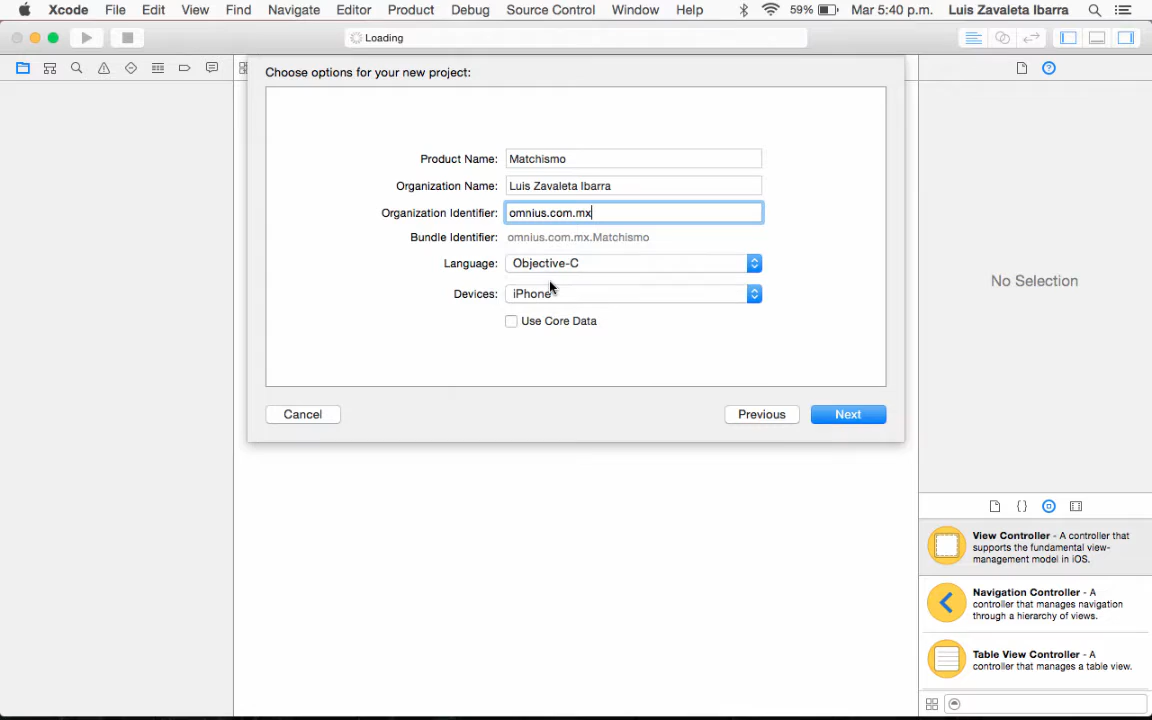 Xcode File Edit View Find Navigate Editor Product Debug Source Control Window Help 59% Mar 5:40 p.m. Luis Zavaleta Ibarra
Loading
Choose options for your new project:
Product Name: Matchismo
Organization Name: Luis Zavaleta Ibarra
Organization Identifier: omnius.com.mx
Bundle Identifier: omnius.com.mx.Matchismo
Language: Objective-C
Devices: iPhone
Use Core Data
Cancel Previous Next
No Selection
View Controller - A controller that
supports the fundamental view-
management model in iOS.
Navigation Controller - A
controller that manages navigation
through a hierarchy of views.
Table View Controller - A
controller that manages a table view.